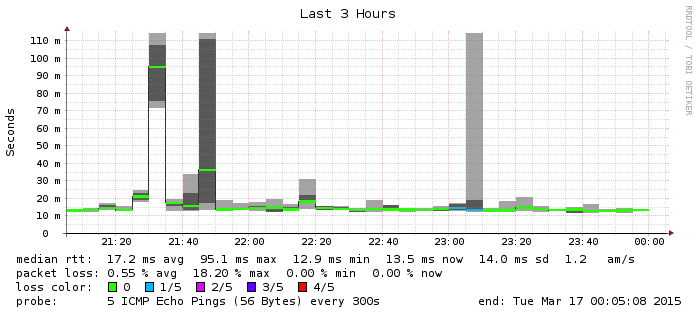 Last 3 Hours
RRDTOOL / TOBI OETIKER
Seconds
110 m
100 m
90 m
80 m
70 m
60 m
50 m
40 m
30 m
20 m
10 m
0
21:20 21:40 22:00 22:20 22:40 23:00 23:20 23:40 00:00
median rtt: 17.2 ms avg 95.1 ms max 12.9 ms min 13.5 ms now 14.0 ms sd 1.2 am/s
packet loss: 0.55 % avg 18.20 % max 0.00 % min 0.00 % now
loss color: 0 1/5 2/5 3/5 4/5
probe: 5 ICMP Echo Pings (56 Bytes) every 300s end: Tue Mar 17 00:05:08 2015